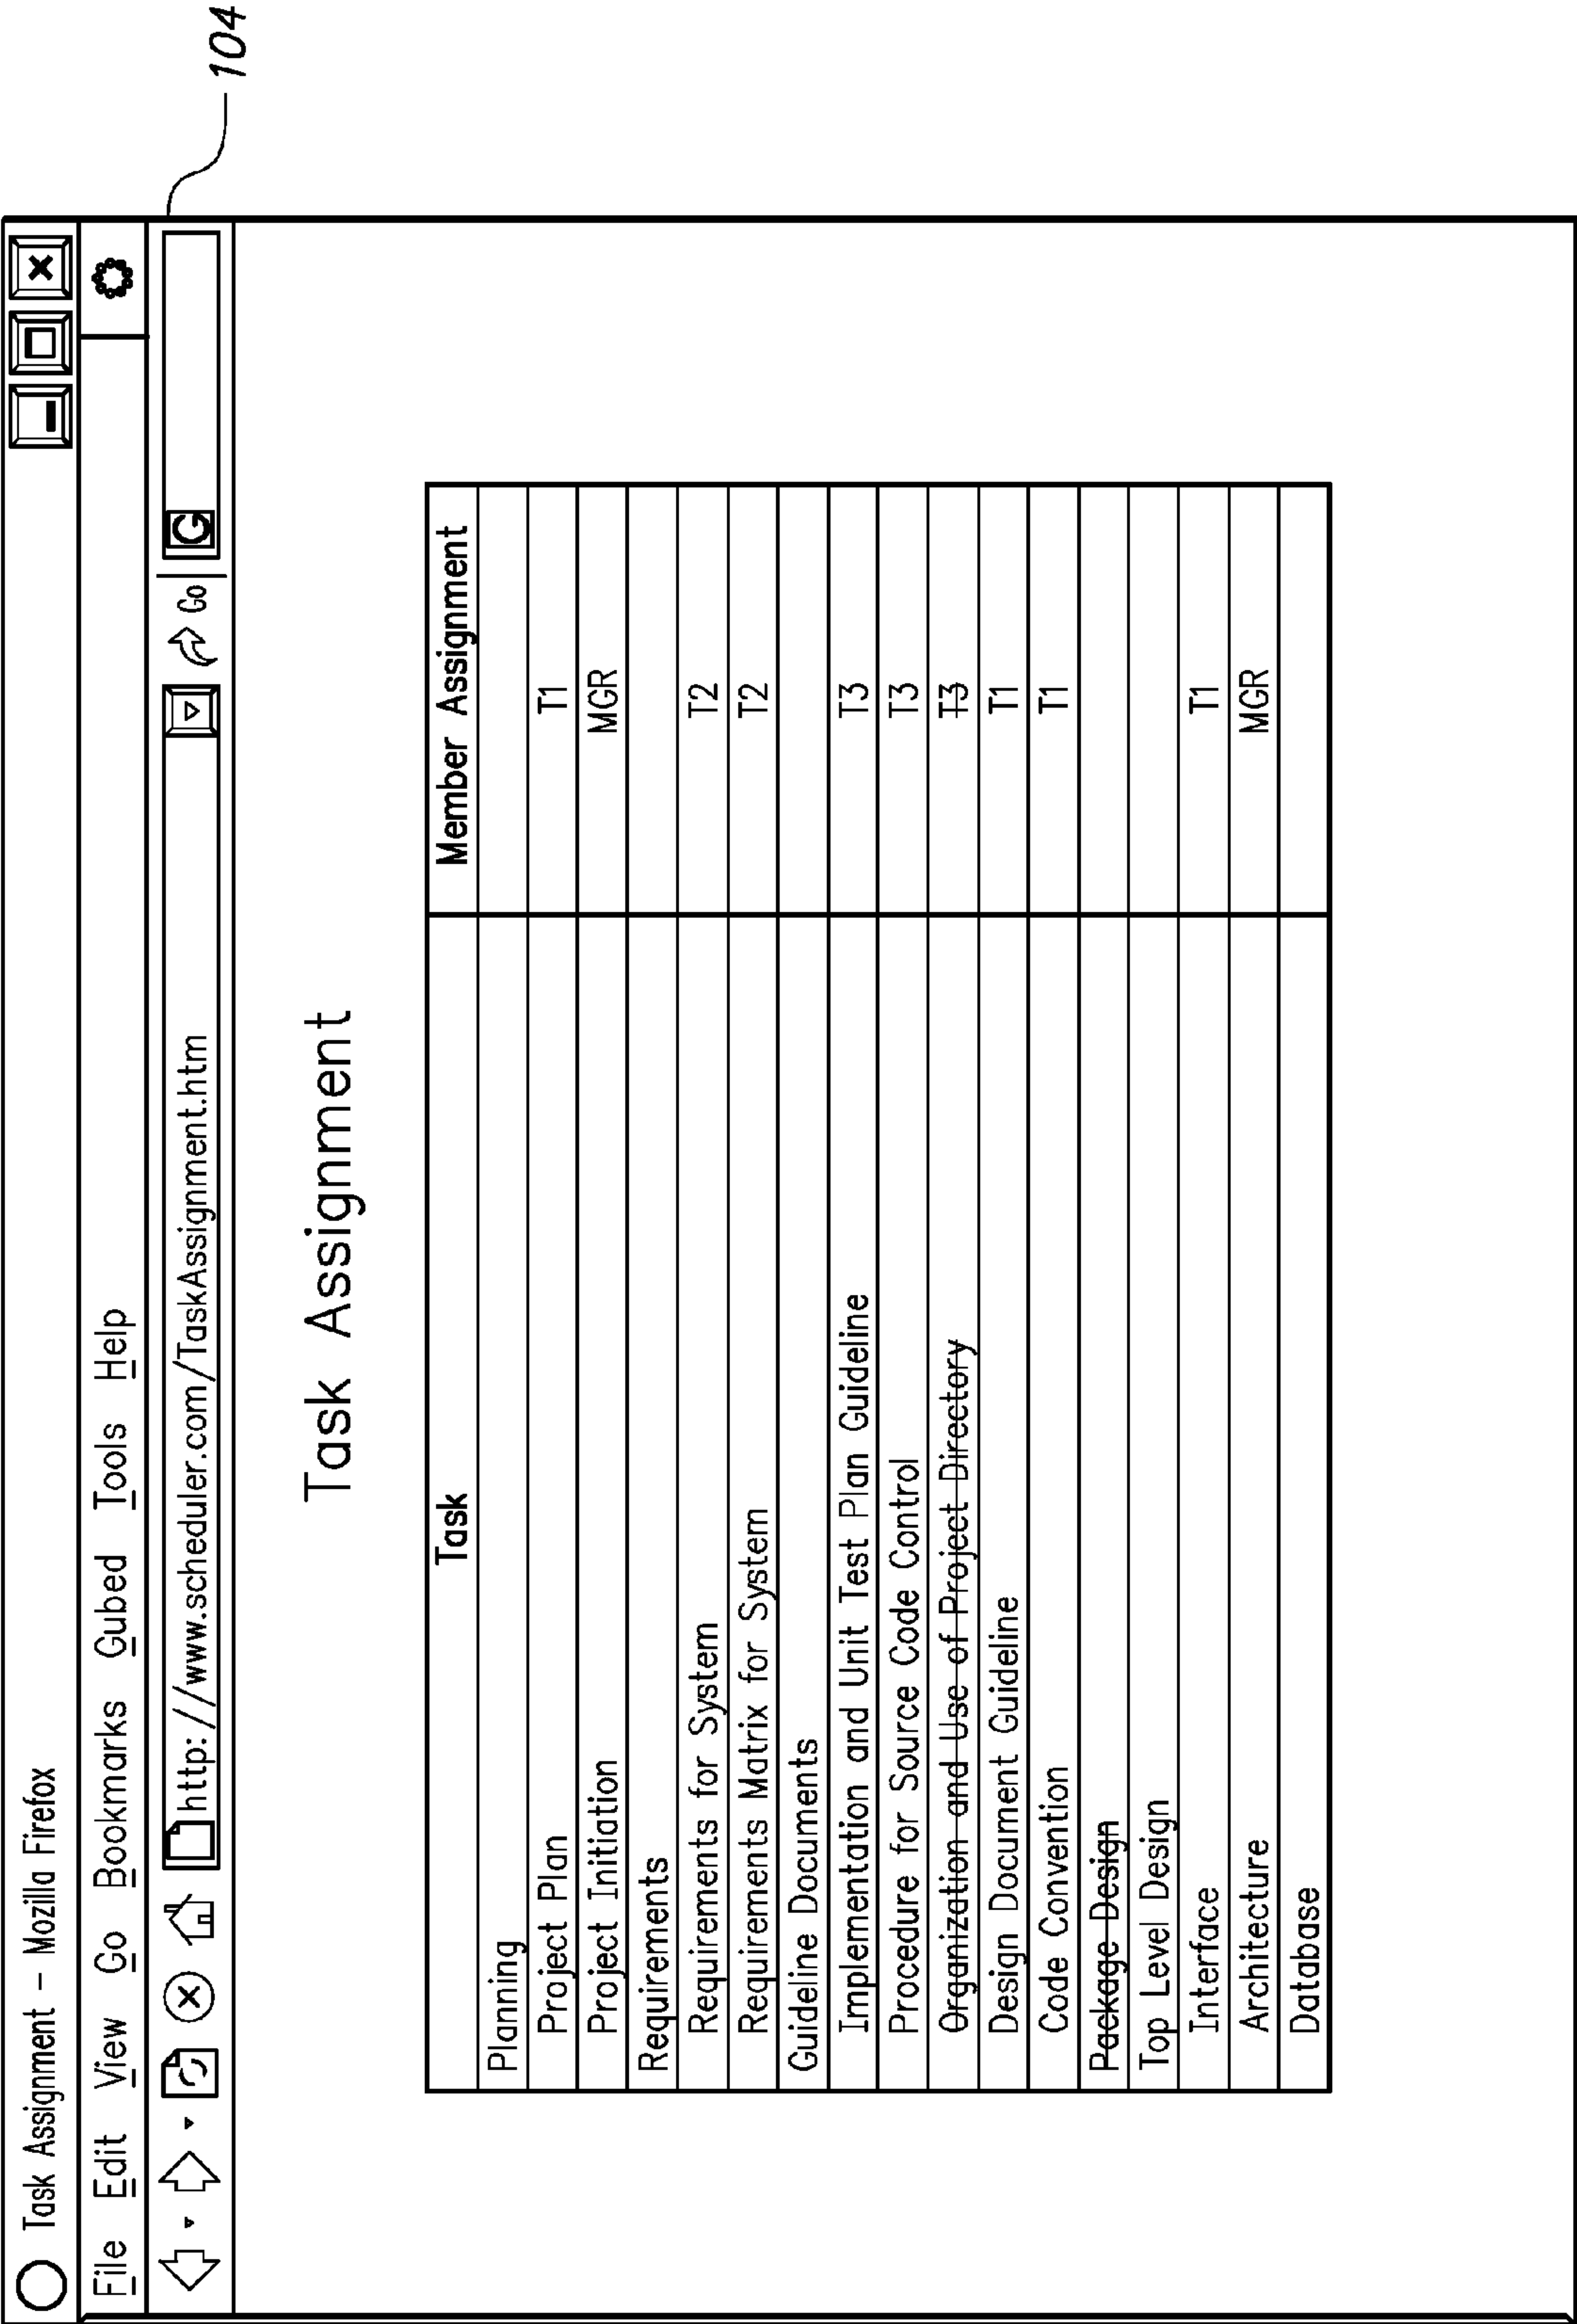 104
Task Assignment – Mozilla Firefox
File Edit View Go Bookmarks Gubed Tools Help
http://www.scheduler.com/TaskAssignment.htm Go G
Task Assignment
Task Member Assignment
Planning
Project Plan T1
Project Initiation MGR
Requirements
Requirements for System T2
Requirements Matrix for System T2
Guideline Documents
Implementation and Unit Test Plan Guideline T3
Procedure for Source Code Control T3
Organization and Use of Project Directory T3
Design Document Guideline T1
Code Convention T1
Package Design
Top Level Design
Interface T1
Architecture MGR
Database